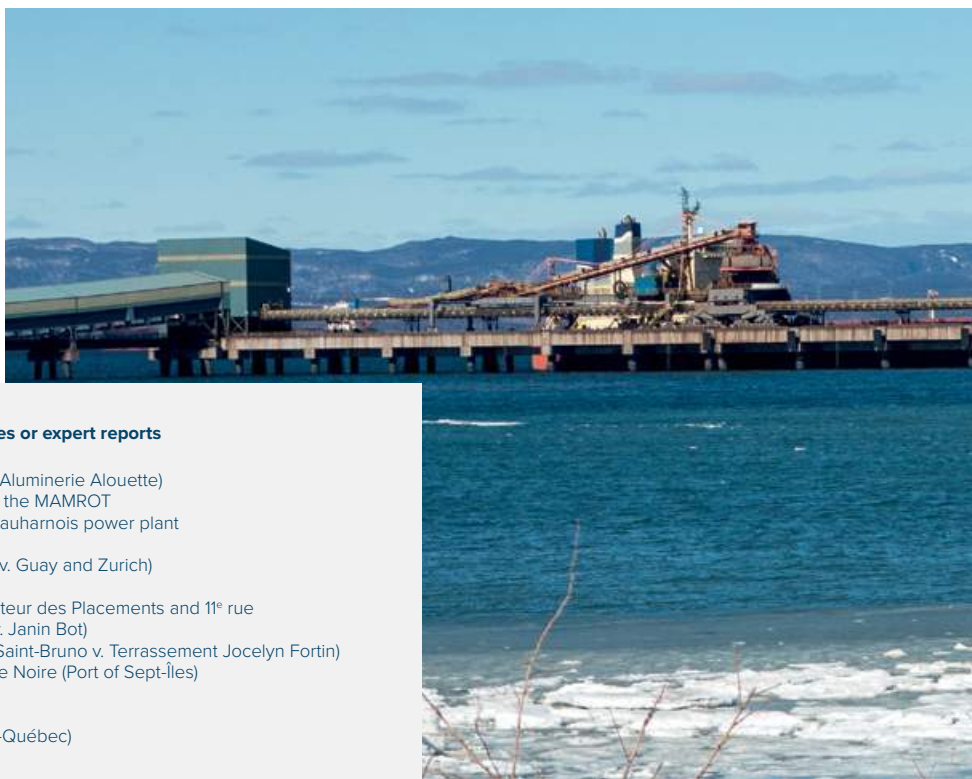 es or expert reports
Aluminerie Alouette)
the MAMROT
auharnois power plant
v. Guay and Zurich)
teur des Placements and 11ᵉ rue
. Janin Bot)
Saint-Bruno v. Terrassement Jocelyn Fortin)
e Noire (Port of Sept-Îles)
-Québec)